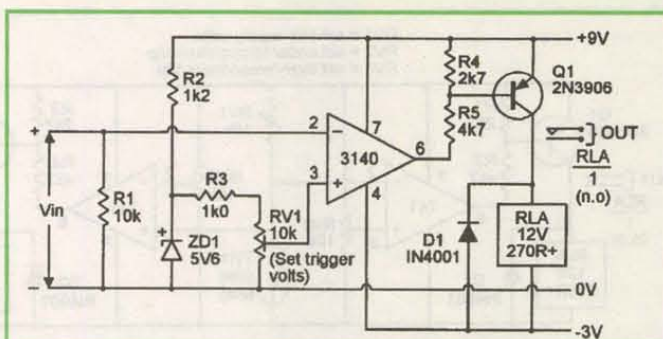 +9V
R2
1k2
R4
2k7
Q1
2N3906
+
2
−
7
R5
4k7
OUT
3140
6
RLA
1
(n.o)
3
+
4
R3
1k0
Vin
R1
10k
RV1
10k
(Set trigger
volts)
+
ZD1
5V6
D1
IN4001
RLA
12V
270R+
−
0V
-3V